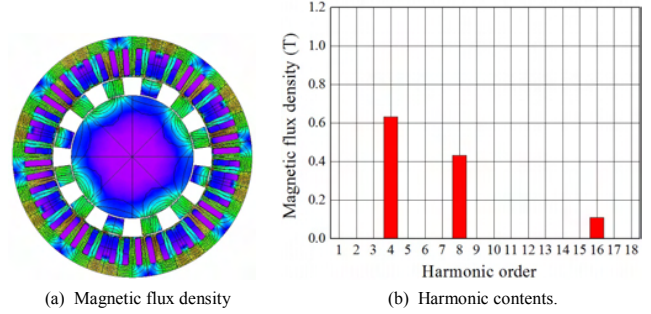 1.2
1.0
0.8
0.6
0.4
0.2
0.0
Magnetic flux density (T)
1 2 3 4 5 6 7 8 9 10 11 12 13 14 15 16 17 18
Harmonic order
(a) Magnetic flux density
(b) Harmonic contents.